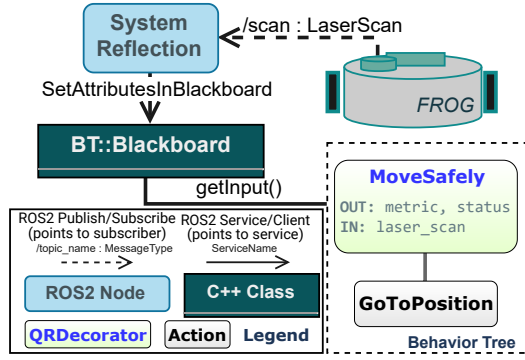 System
Reflection
/scan : LaserScan
SetAttributesInBlackboard
FROG
BT::Blackboard
getInput()
MoveSafely
OUT: metric, status
IN: laser_scan
GoToPosition
Behavior Tree
ROS2 Publish/Subscribe
(points to subscriber)
/topic_name : MessageType
ROS2 Service/Client
(points to service)
ServiceName
ROS2 Node
C++ Class
QRDecorator
Action
Legend